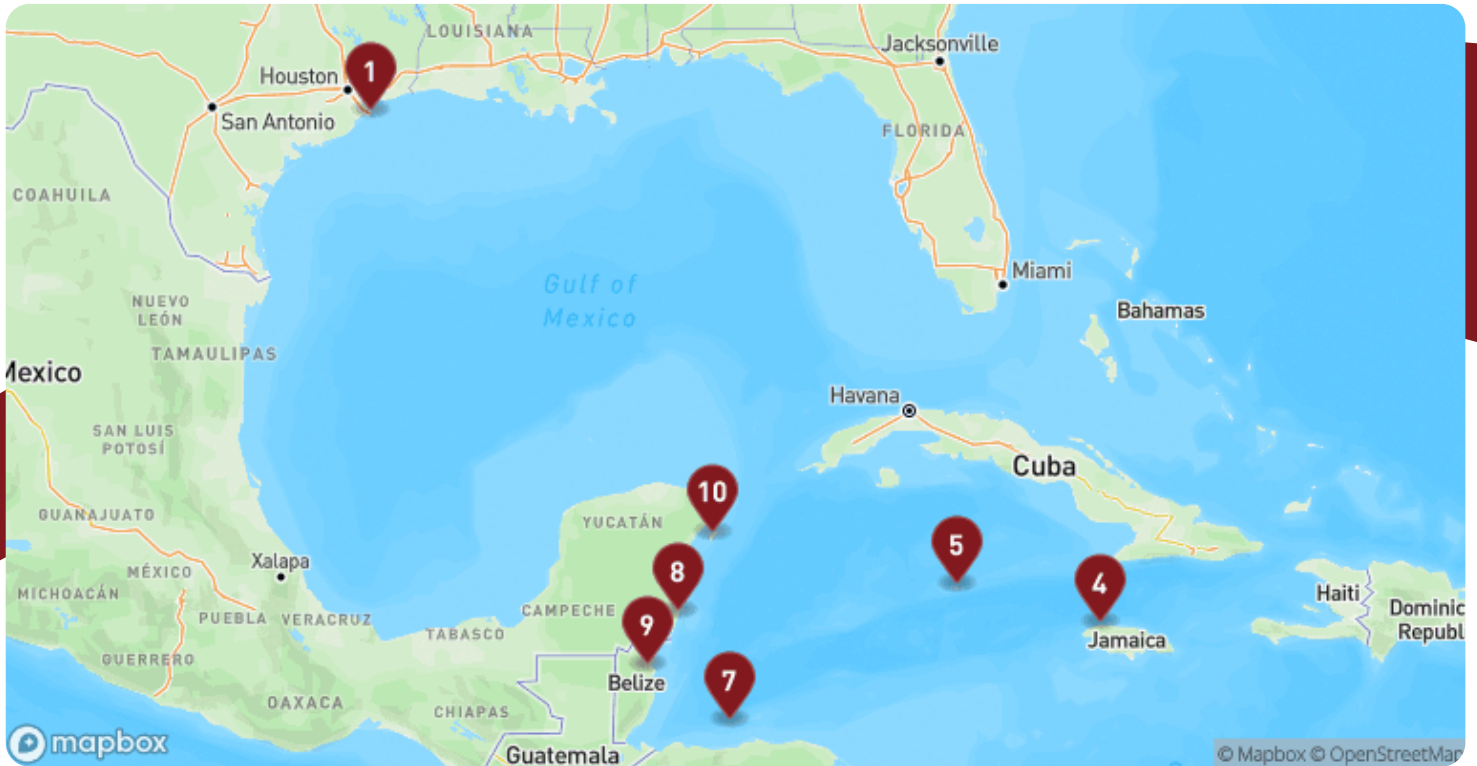 LOUISIANA
Jacksonville
Houston
1
San Antonio
FLORIDA
COAHUILA
Miami
Gulf of
Mexico
NUEVO
LEÓN
Bahamas
TAMAULIPAS
Mexico
Havana
SAN LUIS
POTOSÍ
Cuba
10
GUANAJUATO
YUCATÁN
5
Xalapa
MÉXICO
8
4
MICHOACÁN
Haiti
PUEBLA
VERACRUZ
CAMPECHE
Dominic
Republ
9
TABASCO
Jamaica
GUERRERO
7
Belize
OAXACA
CHIAPAS
mapbox
Guatemala
© Mapbox © OpenStreetMap